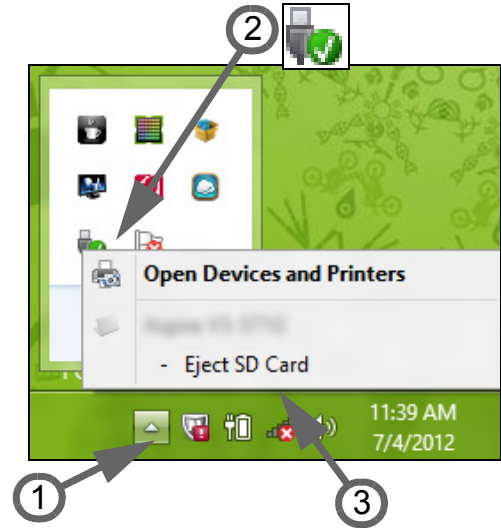 2
Open Devices and Printers
- Eject SD Card
11:39 AM
7/4/2012
1
3